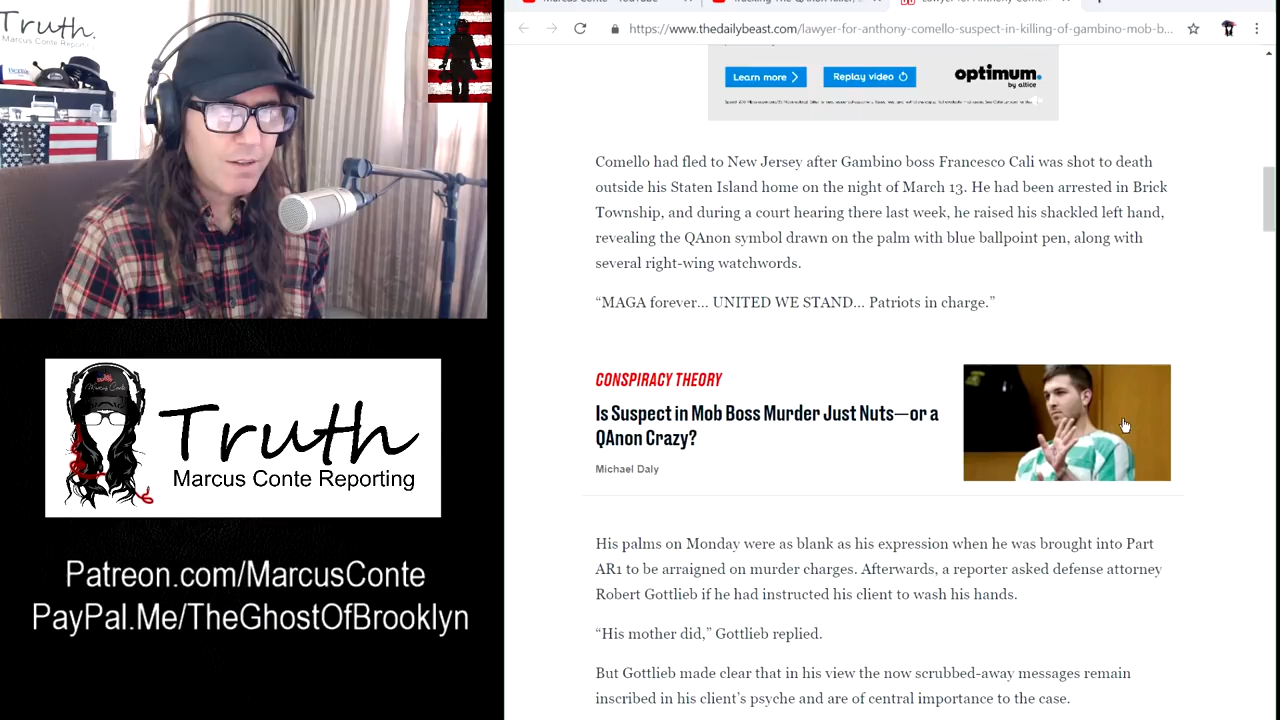 Truth.
Marcus Conte Reporting
Truth
Marcus Conte Reporting
Patreon.com/MarcusConte
PayPal.Me/TheGhostOfBrooklyn
https://www.thedailybeast.com/lawyer-for-anthony-comello-suspect-in-killing-of-gambino-mob-b...
Learn more
Replay video
optimum.
by altice
Comello had fled to New Jersey after Gambino boss Francesco Cali was shot to death
outside his Staten Island home on the night of March 13. He had been arrested in Brick
Township, and during a court hearing there last week, he raised his shackled left hand,
revealing the QAnon symbol drawn on the palm with blue ballpoint pen, along with
several right-wing watchwords.
“MAGA forever... UNITED WE STAND... Patriots in charge.”
CONSPIRACY THEORY
Is Suspect in Mob Boss Murder Just Nuts—or a
QAnon Crazy?
Michael Daly
His palms on Monday were as blank as his expression when he was brought into Part
AR1 to be arraigned on murder charges. Afterwards, a reporter asked defense attorney
Robert Gottlieb if he had instructed his client to wash his hands.
“His mother did,” Gottlieb replied.
But Gottlieb made clear that in his view the now scrubbed-away messages remain
inscribed in his client’s psyche and are of central importance to the case.